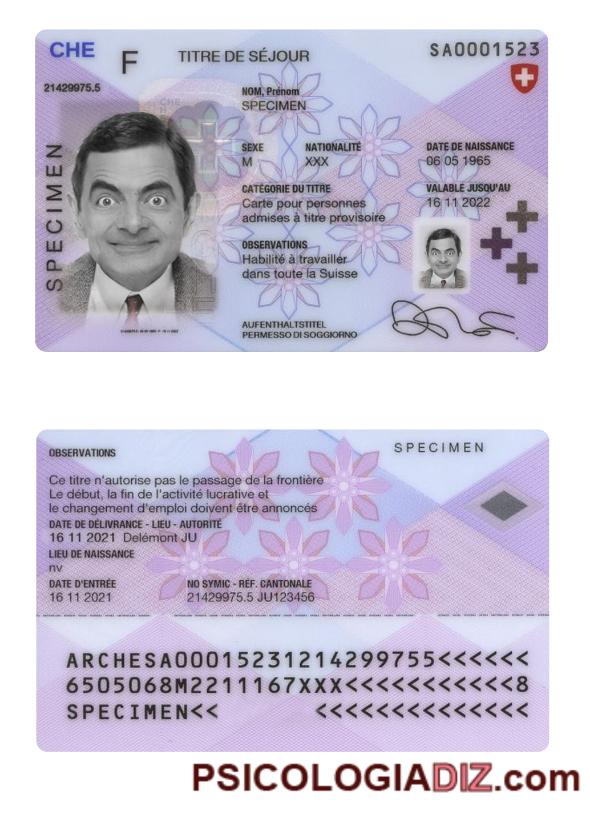 CHE
F
TITRE DE SÉJOUR
SA0001523
21429975.5
NOM, Prénom
SPECIMEN
SEXE NATIONALITÉ DATE DE NAISSANCE
M XXX 06 05 1965
CATÉGORIE DU TITRE VALABLE JUSQU'AU
Carte pour personnes 16 11 2022
admises à titre provisoire
OBSERVATIONS
Habilité à travailler
dans toute la Suisse
AUFENTHALTSTITEL
PERMESSO DI SOGGIORNO
SPECIMEN
SPECIMEN
OBSERVATIONS
Ce titre n'autorise pas le passage de la frontière
Le début, la fin de l'activité lucrative et
le changement d'emploi doivent être annoncés
DATE DE DÉLIVRANCE - LIEU - AUTORITÉ
16 11 2021 Delémont JU
LIEU DE NAISSANCE
nv
DATE D'ENTRÉE NO SYMIC - RÉF. CANTONALE
16 11 2021 21429975.5 JU123456
ARCHESA00015231214299755<<<<<<
6505068M2211167XXX<<<<<<<<<<<8
SPECIMEN<< <<<<<<<<<<<<<<
PSICOLOGIADIZ.com